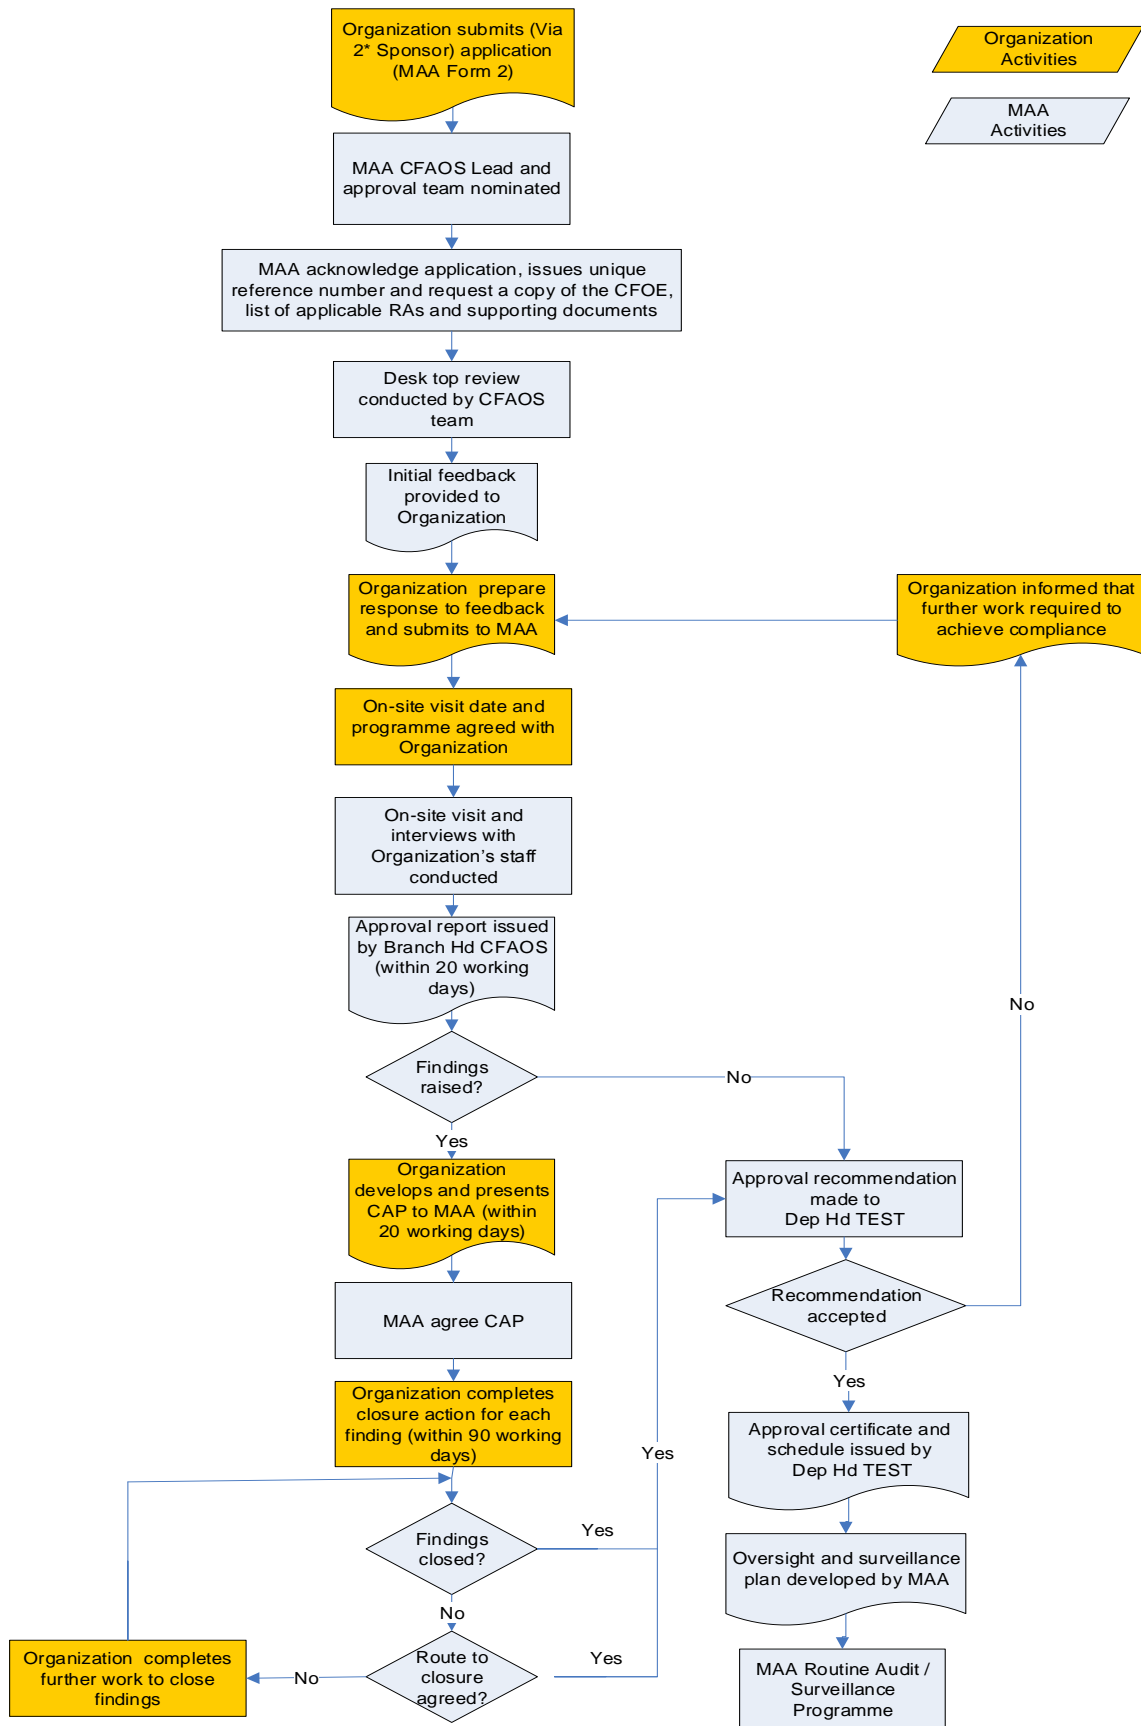 Organization submits (Via
2* Sponsor) application
(MAA Form 2)
Organization
Activities
MAA
Activities
MAA CFAOS Lead and
approval team nominated
MAA acknowledge application, issues unique
reference number and request a copy of the CFOE,
list of applicable RAs and supporting documents
Desk top review
conducted by CFAOS
team
Initial feedback
provided to
Organization
Organization prepare
response to feedback
and submits to MAA
Organization informed that
further work required to
achieve compliance
On-site visit date and
programme agreed with
Organization
On-site visit and
interviews with
Organization's staff
conducted
Approval report issued
by Branch Hd CFAOS
(within 20 working
days)
No
Findings
raised?
No
Yes
Organization
develops and presents
CAP to MAA (within
20 working days)
Approval recommendation
made to
Dep Hd TEST
MAA agree CAP
Recommendation
accepted
Yes
Organization completes
closure action for each
finding (within 90 working
days)
Yes
Approval certificate and
schedule issued by
Dep Hd TEST
Findings
closed?
Yes
Oversight and surveillance
plan developed by MAA
No
Route to
closure
agreed?
Yes
No
Organization completes
further work to close
findings
MAA Routine Audit /
Surveillance
Programme